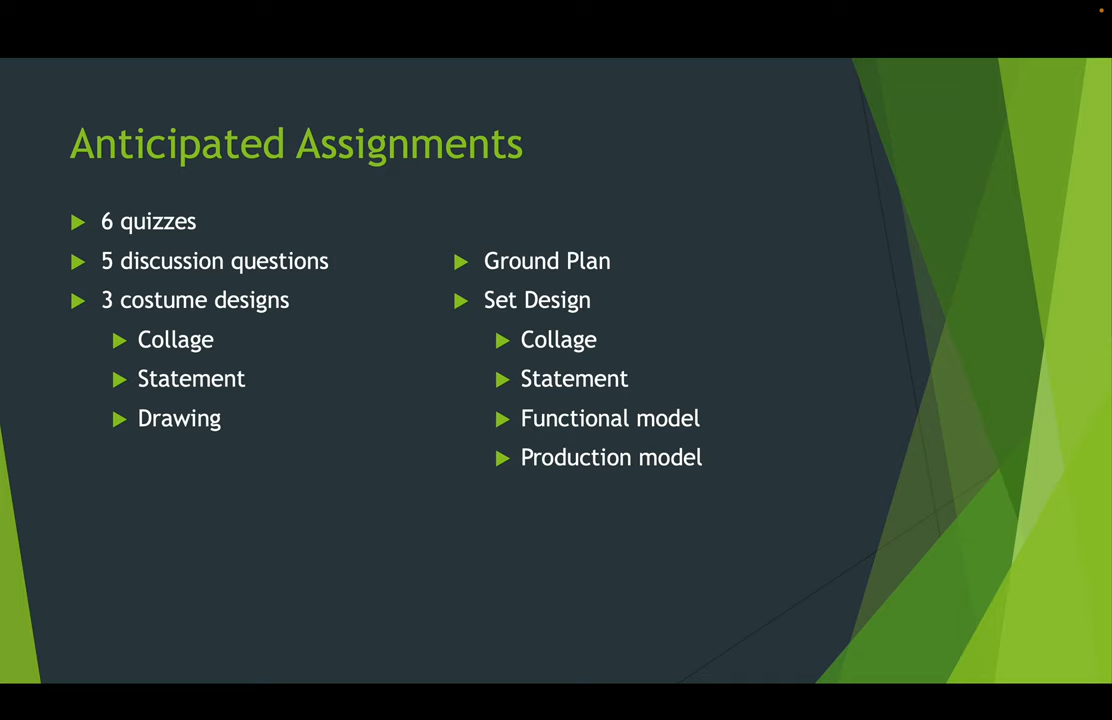 Anticipated Assignments
6 quizzes
5 discussion questions
3 costume designs
Collage
Statement
Drawing
Ground Plan
Set Design
Collage
Statement
Functional model
Production model